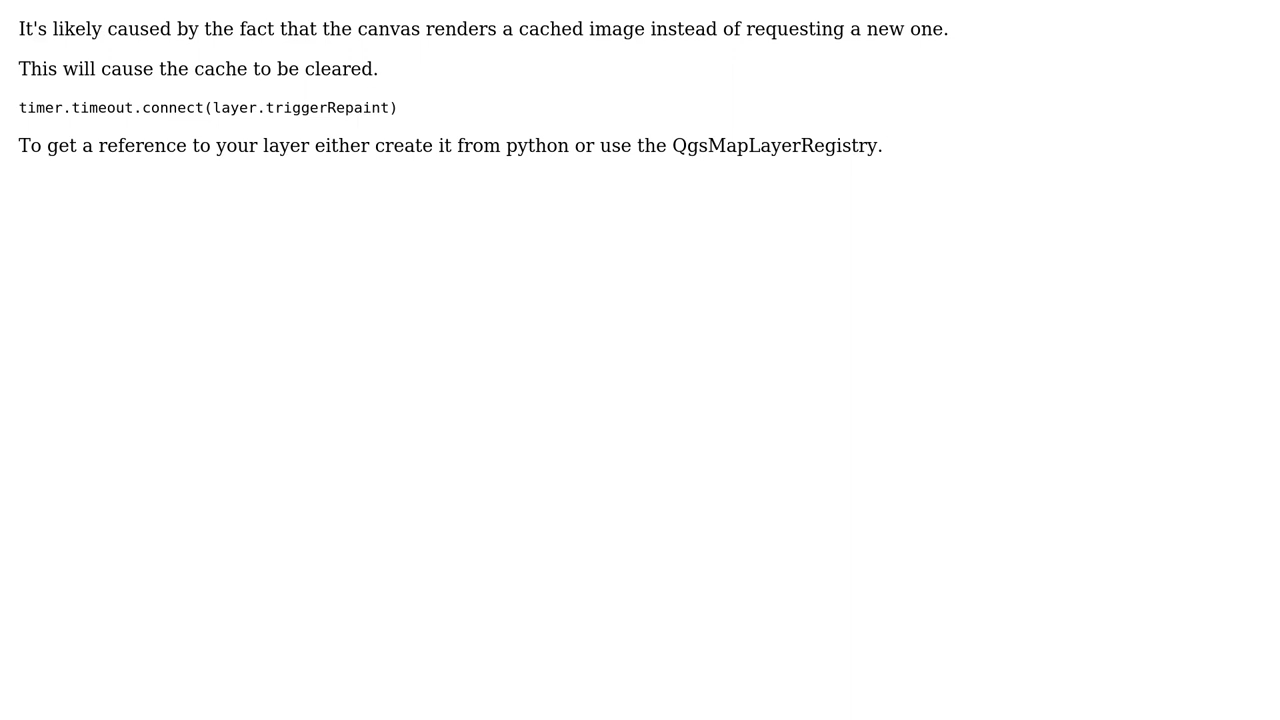 It's likely caused by the fact that the canvas renders a cached image instead of requesting a new one.
This will cause the cache to be cleared.
timer.timeout.connect(layer.triggerRepaint)
To get a reference to your layer either create it from python or use the QgsMapLayerRegistry.